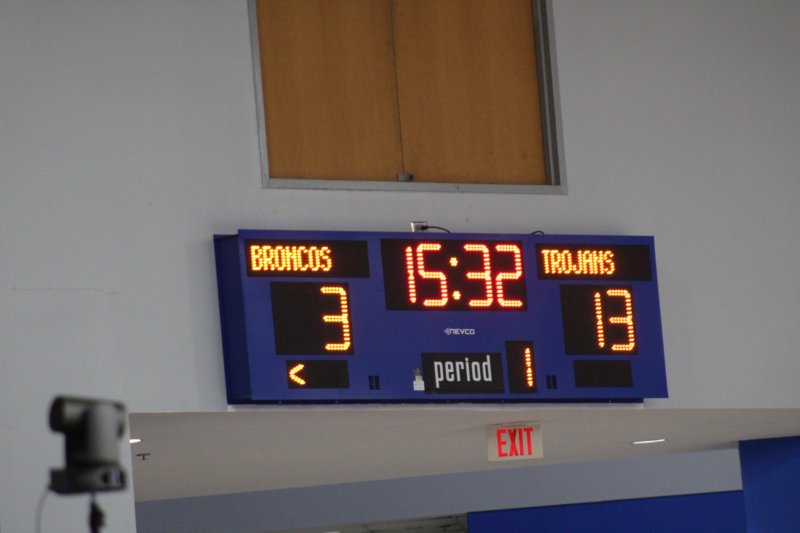 BRONCOS 15:32 TROJANS
3 13
NEVCO
< period 1
EXIT